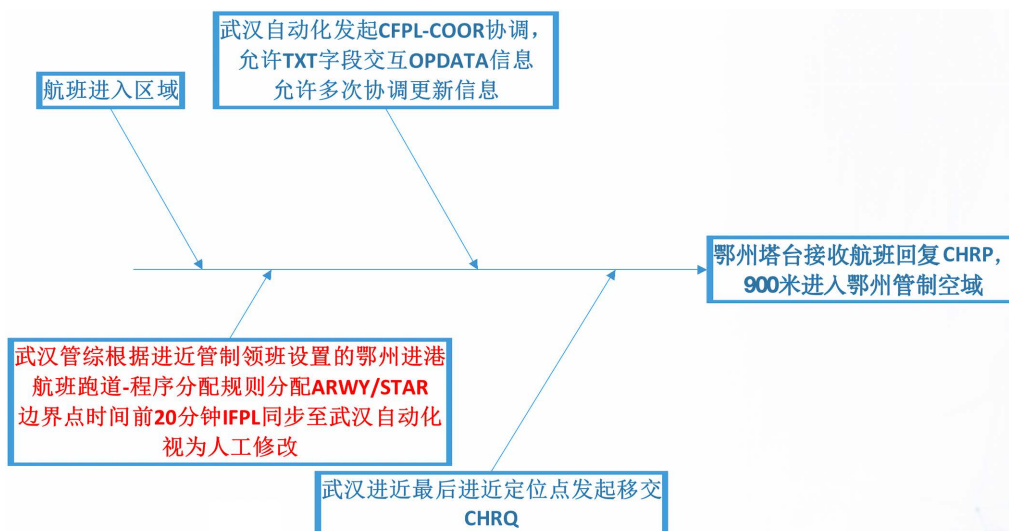 武汉自动化发起CFPL-COOR协调，
允许TXT字段交互OPDATA信息
允许多次协调更新信息
航班进入区域
鄂州塔台接收航班回复CHRP，
900米进入鄂州管制空域
武汉管综根据进近管制领班设置的鄂州进港
航班跑道-程序分配规则分配ARWY/STAR
边界点时间前20分钟IFPL同步至武汉自动化
视为人工修改
武汉进近最后进近定位点发起移交
CHRQ